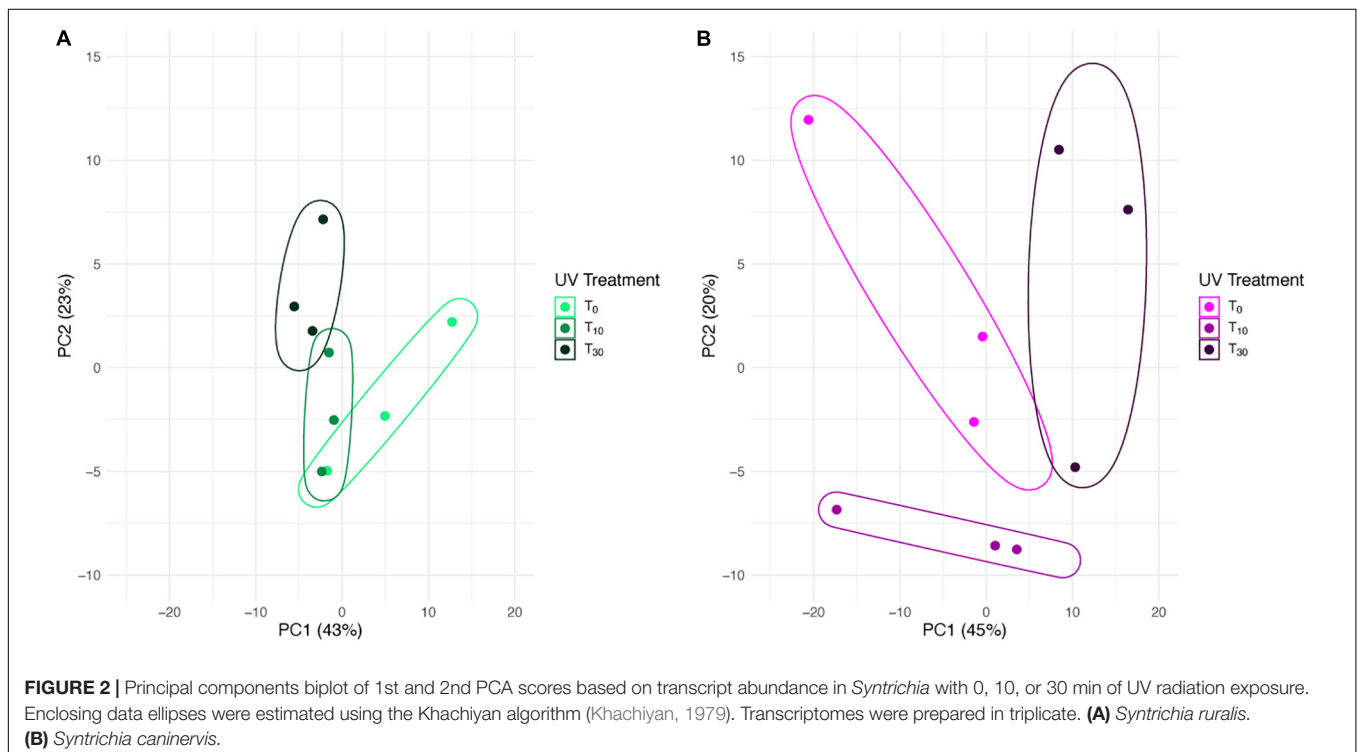 A
15
10
5
0
−5
−10
PC2 (23%)
−20
−10
0
10
20
PC1 (43%)
UV Treatment
T0
T10
T30
B
15
10
5
0
−5
−10
PC2 (20%)
−20
−10
0
10
20
PC1 (45%)
UV Treatment
T0
T10
T30
FIGURE 2 | Principal components biplot of 1st and 2nd PCA scores based on transcript abundance in Syntrichia with 0, 10, or 30 min of UV radiation exposure.
Enclosing data ellipses were estimated using the Khachiyan algorithm (Khachiyan, 1979). Transcriptomes were prepared in triplicate. (A) Syntrichia ruralis.
(B) Syntrichia caninervis.